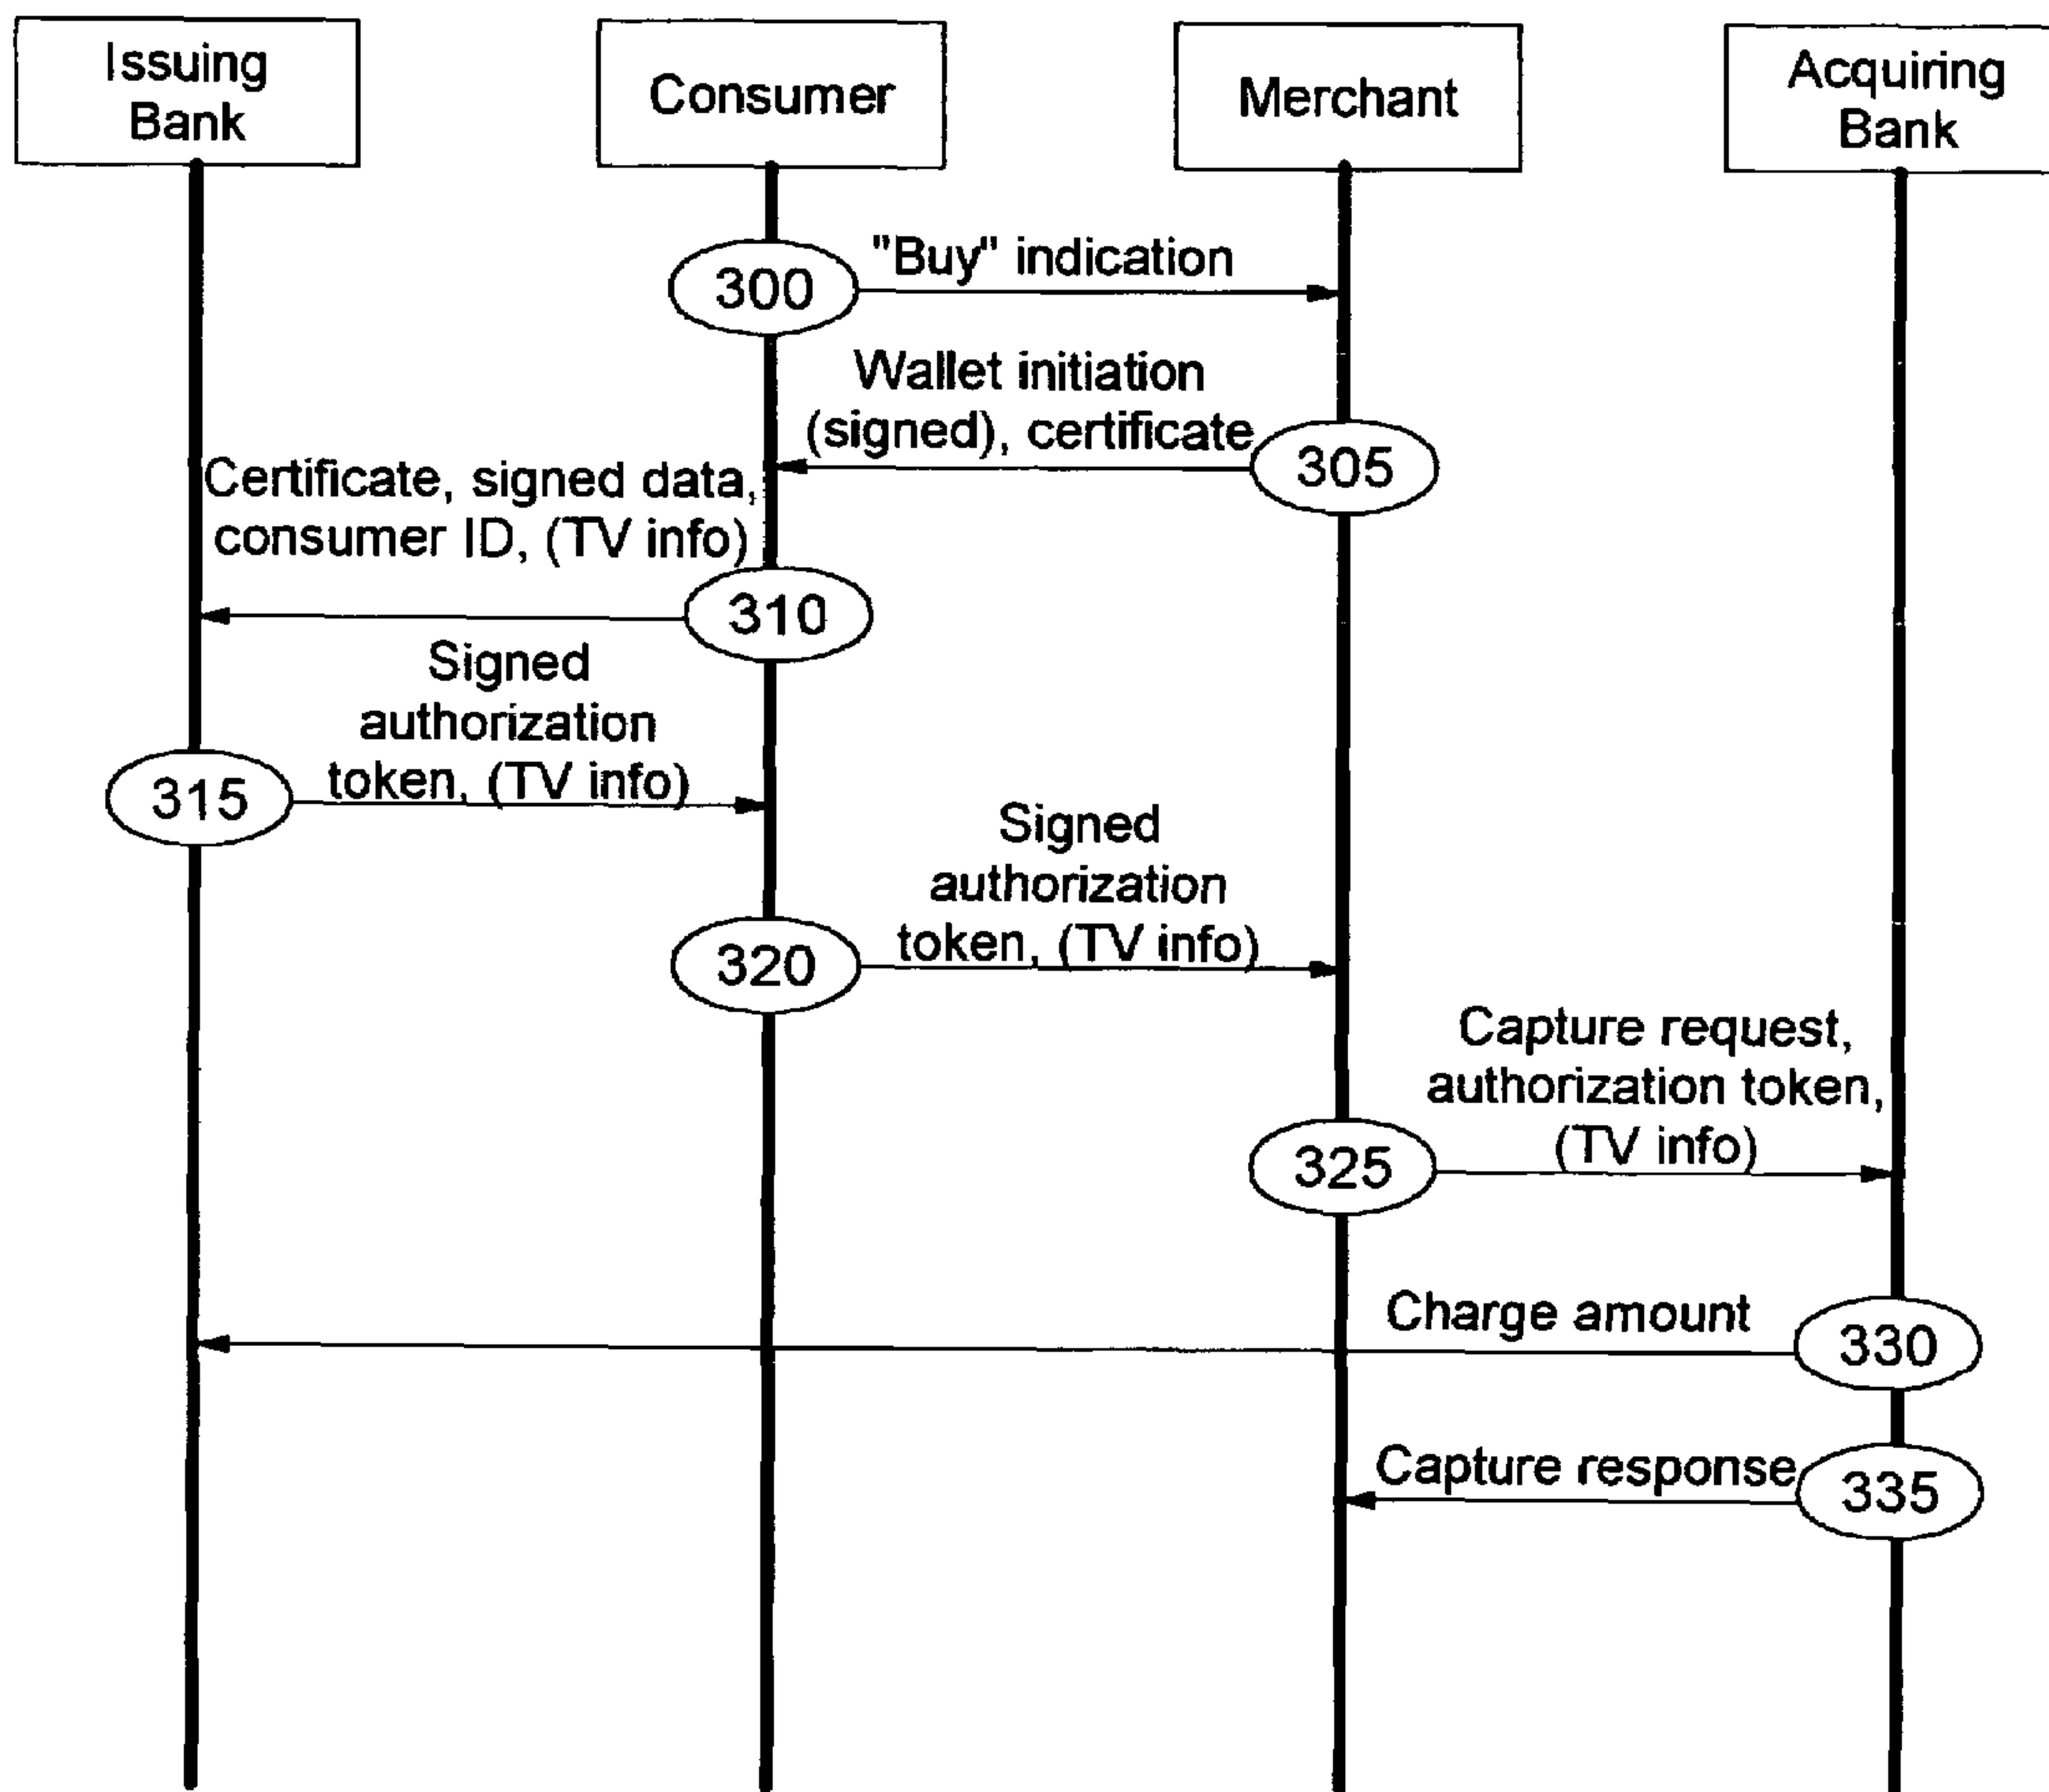 Issuing
Bank
Consumer
Merchant
Acquiring
Bank
300
"Buy" indication
Wallet initiation
(signed), certificate
305
Certificate, signed data,
consumer ID, (TV info)
310
Signed
authorization
token, (TV info)
315
Signed
authorization
token, (TV info)
320
Capture request,
authorization token,
(TV info)
325
Charge amount
330
Capture response
335